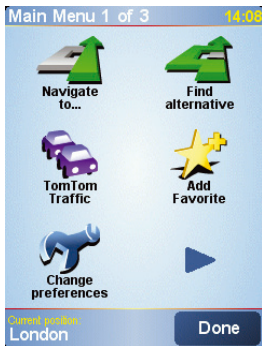 Main Menu 1 of 3 14:08
Navigate
to...
Find
alternative
TomTom
Traffic
Add
Favorite
Change
preferences
Current position:
London
Done